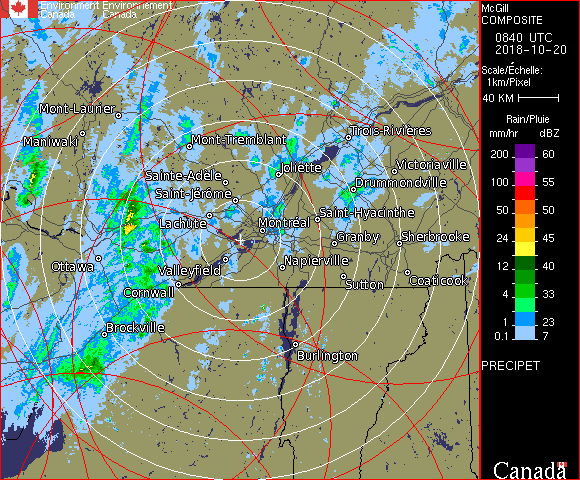 Environment Environnement
Canada Canada
McGill
COMPOSITE
0840 UTC
2018-10-20
Scale/Échelle:
1km/Pixel
40 KM
Rain/Pluie
mm/hr dBZ
200 60
100 55
50 50
24 45
12 40
4 33
1 23
0.1 7
PRECIPET
Canada
Mont-Laurier
Maniwaki
Mont-Tremblant
Trois-Rivières
Joliette
Victoriaville
Sainte-Adèle
Drummondville
Saint-Jérôme
Saint-Hyacinthe
Lachute
Montréal
Granby
Sherbrooke
Ottawa
Valleyfield
Napierville
Sutton
Coaticook
Cornwall
Brockville
Burlington